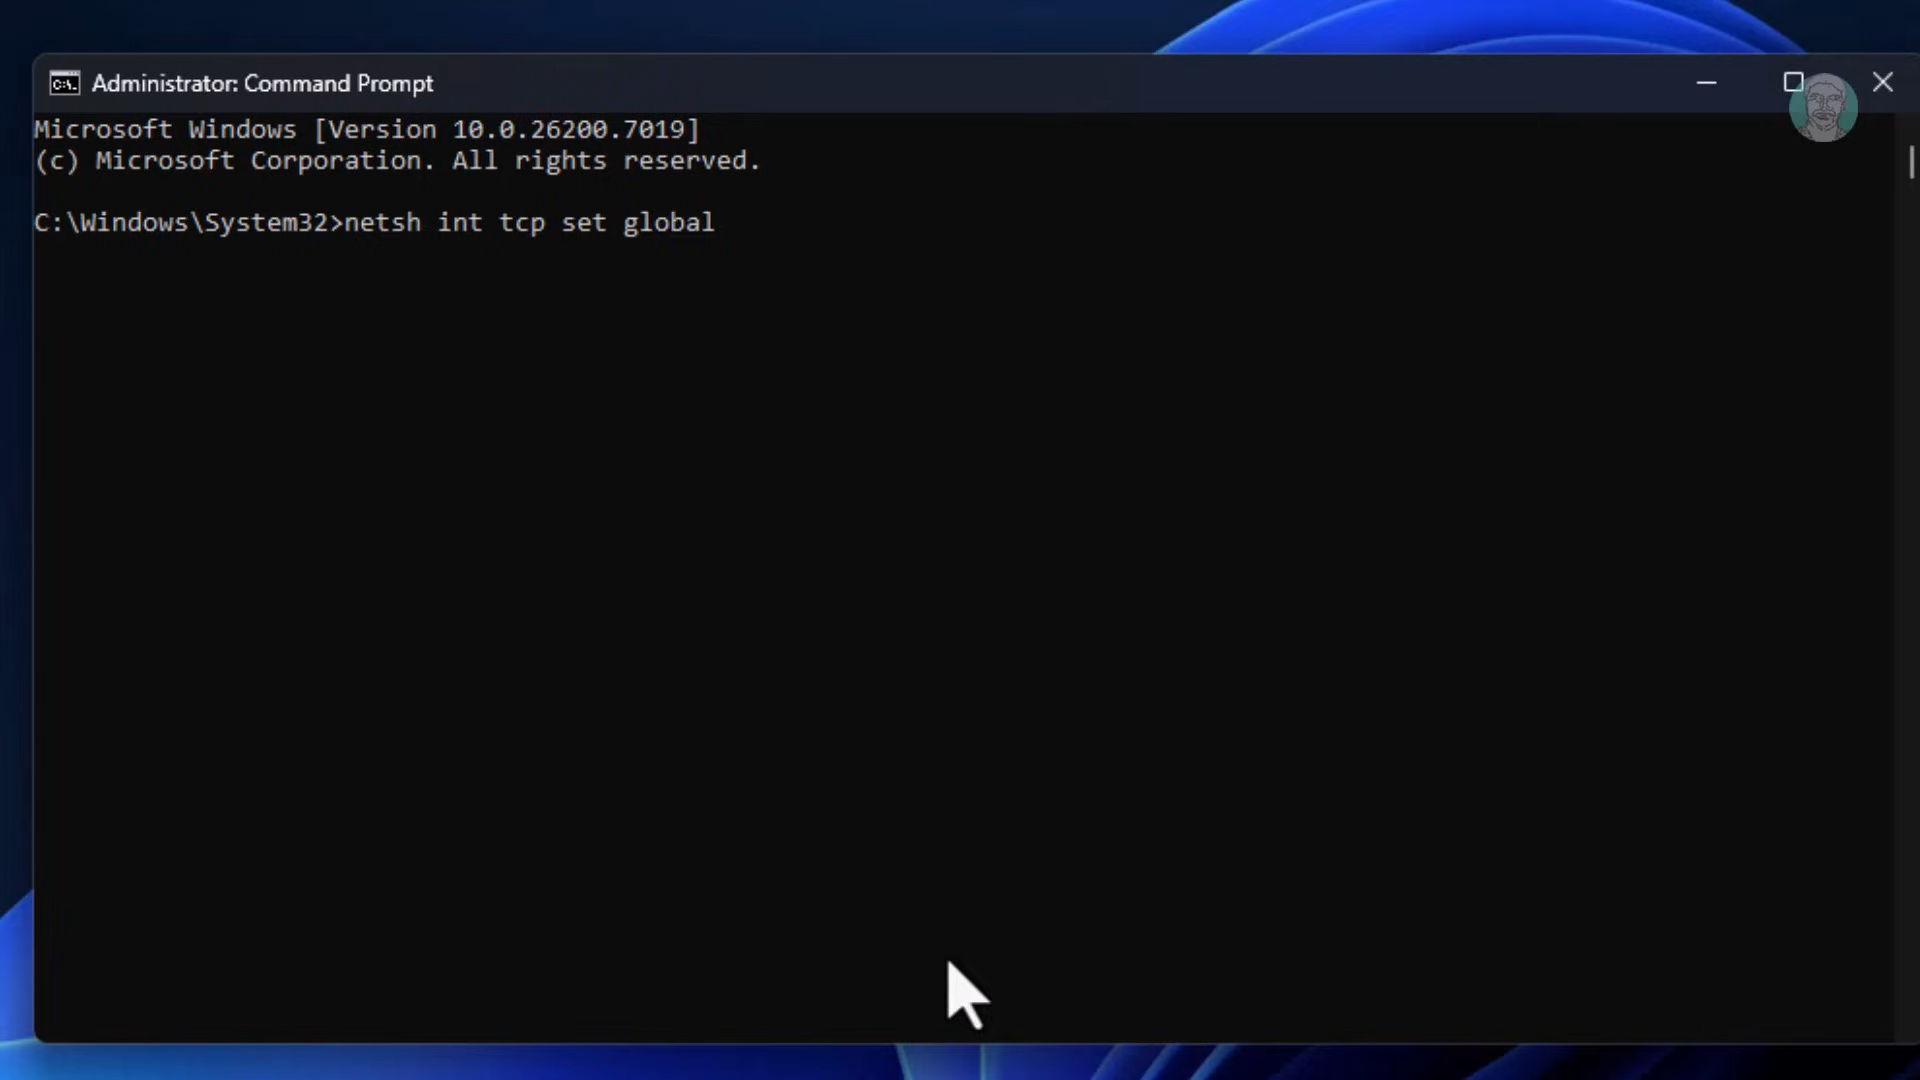 Administrator: Command Prompt
Microsoft Windows [Version 10.0.26200.7019]
(c) Microsoft Corporation. All rights reserved.
C:\Windows\System32>netsh int tcp set global